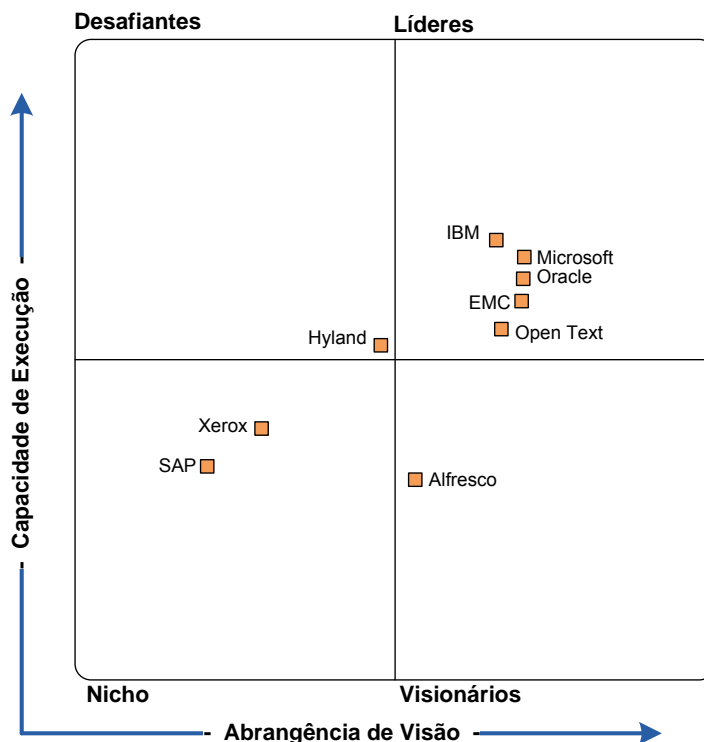 Desafiantes
Líderes
IBM
Microsoft
Oracle
EMC
Open Text
Hyland
Xerox
SAP
Alfresco
- Capacidade de Execução -
Nicho
Visionários
- Abrangência de Visão -